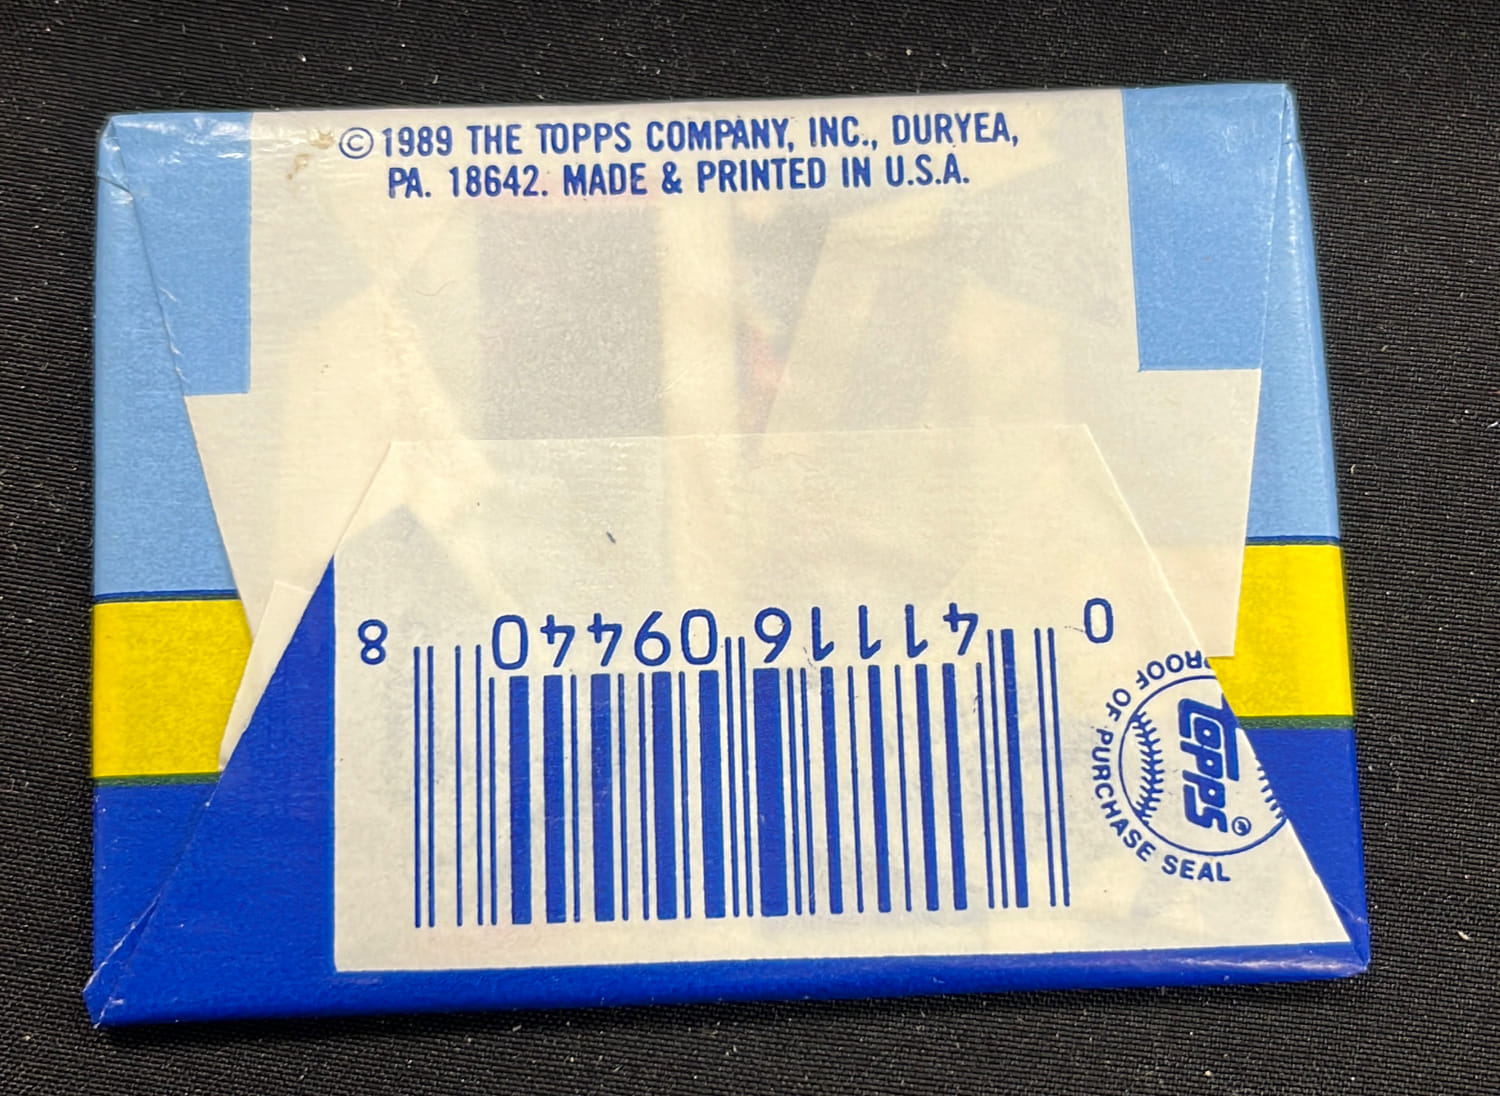 ©1989 THE TOPPS COMPANY, INC., DURYEA,
PA. 18642. MADE & PRINTED IN U.S.A.
0 41116 09440 8
PROOF OF PURCHASE SEAL
Topps®